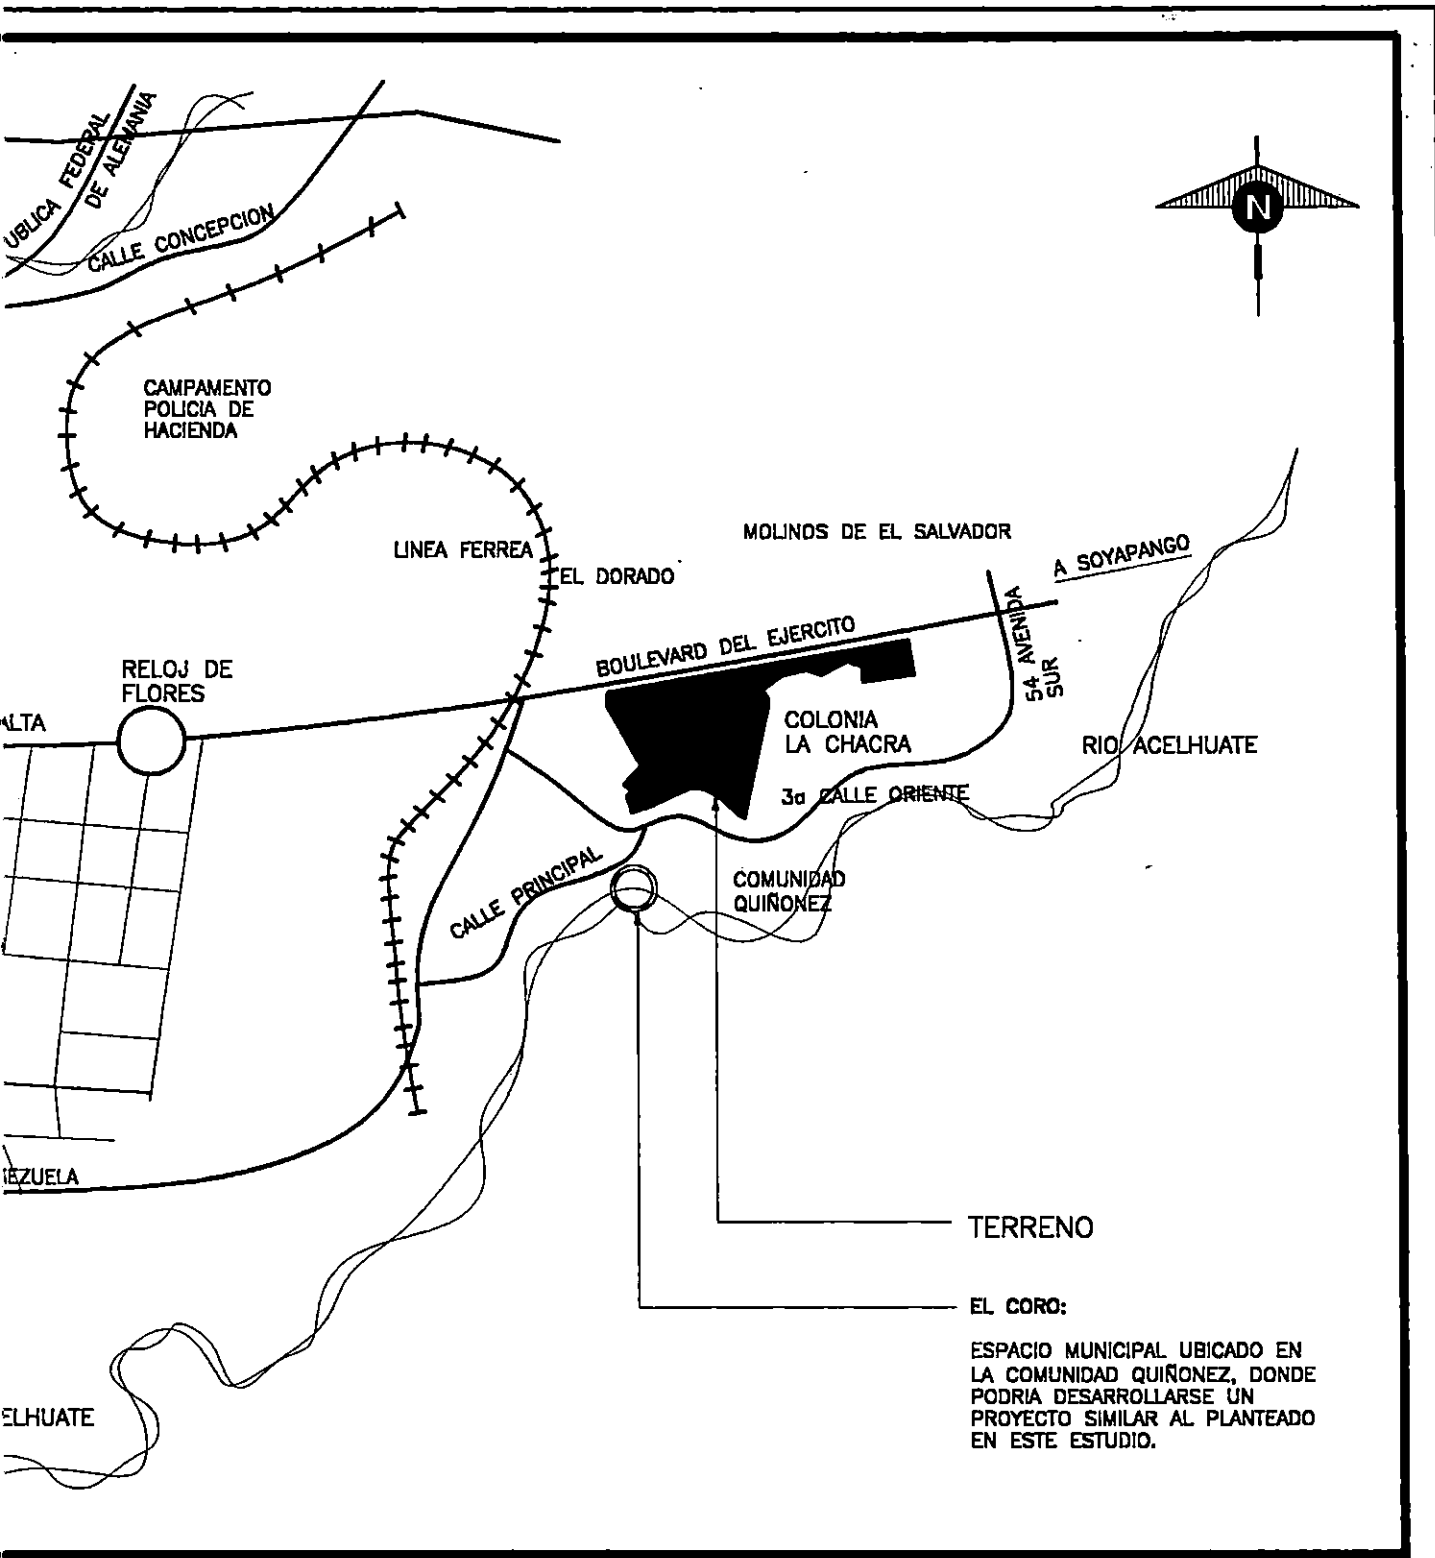 UBLICA FEDERAL
DE ALEMANIA
CALLE CONCEPCION
N
CAMPAMENTO
POLICIA DE
HACIENDA
LINEA FERREA
EL DORADO
MOLINOS DE EL SALVADOR
A SOYAPANGO
BOULEVARD DEL EJERCITO
54 AVENIDA
SUR
RELOJ DE
FLORES
ALTA
COLONIA
LA CHACRA
RIO ACELHUATE
3a CALLE ORIENTE
CALLE PRINCIPAL
COMUNIDAD
QUIÑONEZ
EZUELA
TERRENO
EL CORO:
ESPACIO MUNICIPAL UBICADO EN
LA COMUNIDAD QUIÑONEZ, DONDE
PODRIA DESARROLLARSE UN
PROYECTO SIMILAR AL PLANTEADO
EN ESTE ESTUDIO.
ELHUATE